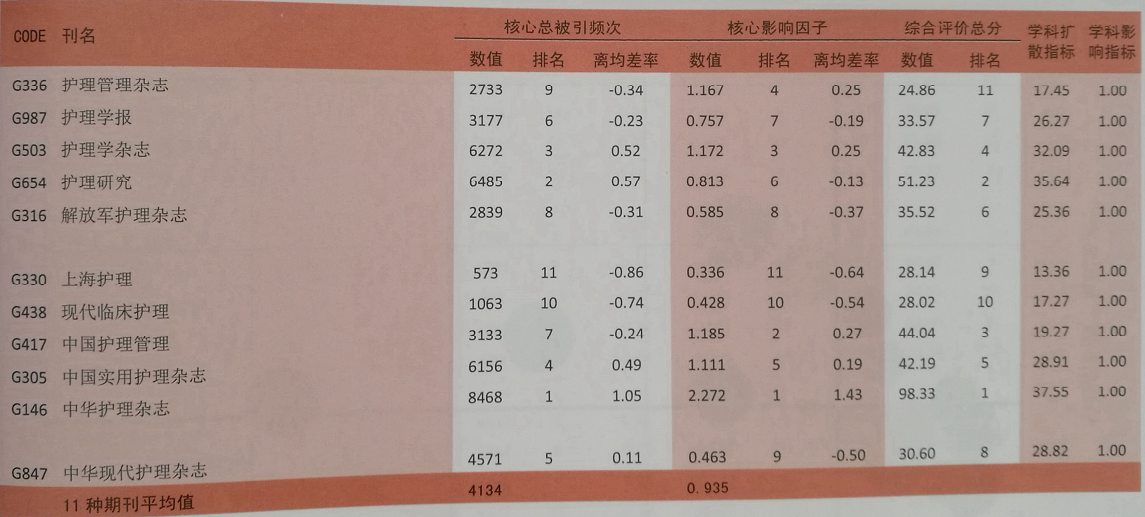 CODE 刊名 核心总被引频次 核心影响因子 综合评价总分 学科扩散指标 学科影响指标
数值 排名 离均差率 数值 排名 离均差率 数值 排名
G336 护理管理杂志 2733 9 -0.34 1.167 4 0.25 24.86 11 17.45 1.00
G987 护理学报 3177 6 -0.23 0.757 7 -0.19 33.57 7 26.27 1.00
G503 护理学杂志 6272 3 0.52 1.172 3 0.25 42.83 4 32.09 1.00
G654 护理研究 6485 2 0.57 0.813 6 -0.13 51.23 2 35.64 1.00
G316 解放军护理杂志 2839 8 -0.31 0.585 8 -0.37 35.52 6 25.36 1.00
G330 上海护理 573 11 -0.86 0.336 11 -0.64 28.14 9 13.36 1.00
G438 现代临床护理 1063 10 -0.74 0.428 10 -0.54 28.02 10 17.27 1.00
G417 中国护理管理 3133 7 -0.24 1.185 2 0.27 44.04 3 19.27 1.00
G305 中国实用护理杂志 6156 4 0.49 1.111 5 0.19 42.19 5 28.91 1.00
G146 中华护理杂志 8468 1 1.05 2.272 1 1.43 98.33 1 37.55 1.00
G847 中华现代护理杂志 4571 5 0.11 0.463 9 -0.50 30.60 8 28.82 1.00
11 种期刊平均值 4134 0.935